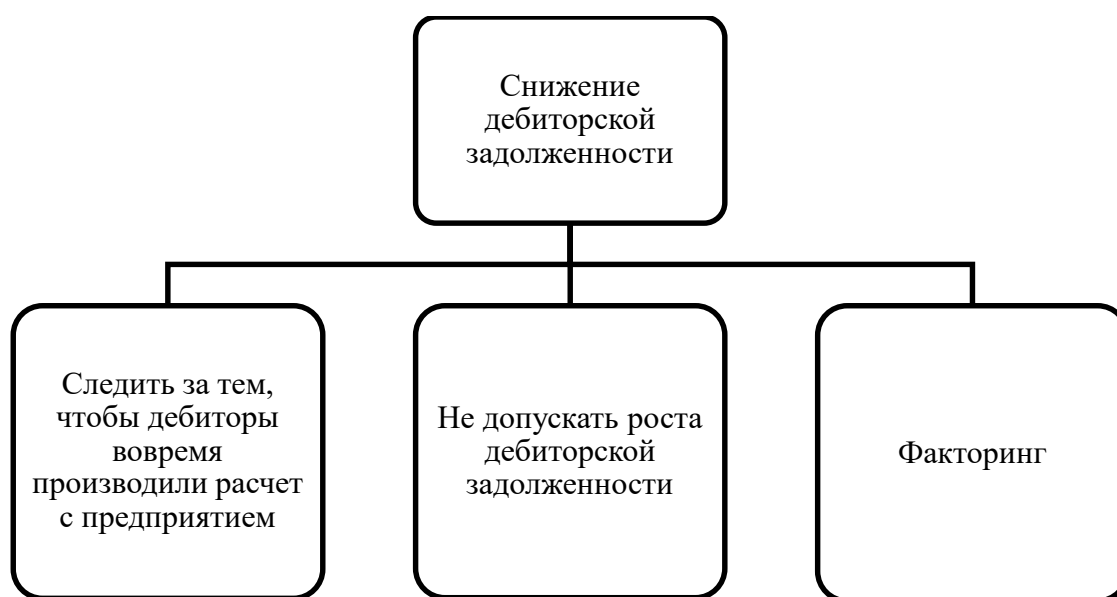 Снижение
дебиторской
задолженности
Следить за тем,
чтобы дебиторы
вовремя
производили расчет
с предприятием
Не допускать роста
дебиторской
задолженности
Факторинг